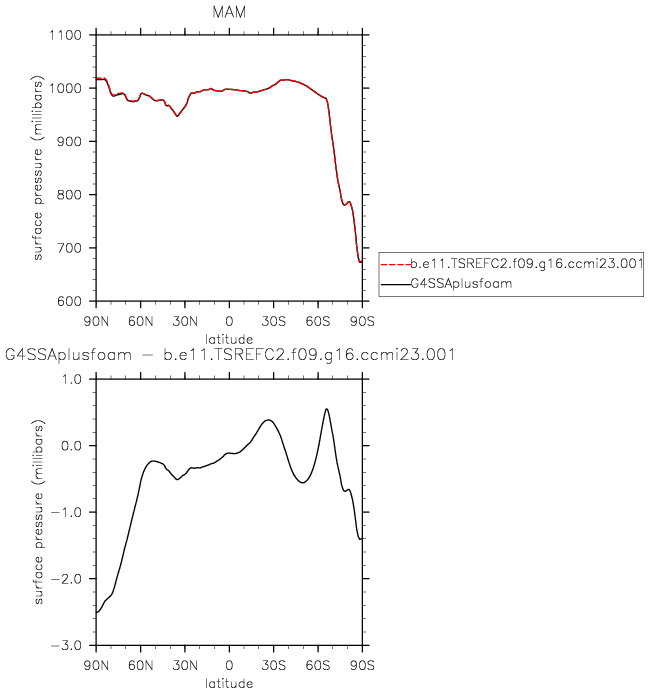 MAM
1100
1000
900
800
700
600
surface pressure (millibars)
90N 60N 30N 0 30S 60S 90S
latitude
b.e11.TSREFC2.f09.g16.ccmi23.001
G4SSAplusfoam
G4SSAplusfoam − b.e11.TSREFC2.f09.g16.ccmi23.001
1.0
0.0
−1.0
−2.0
−3.0
surface pressure (millibars)
90N 60N 30N 0 30S 60S 90S
latitude